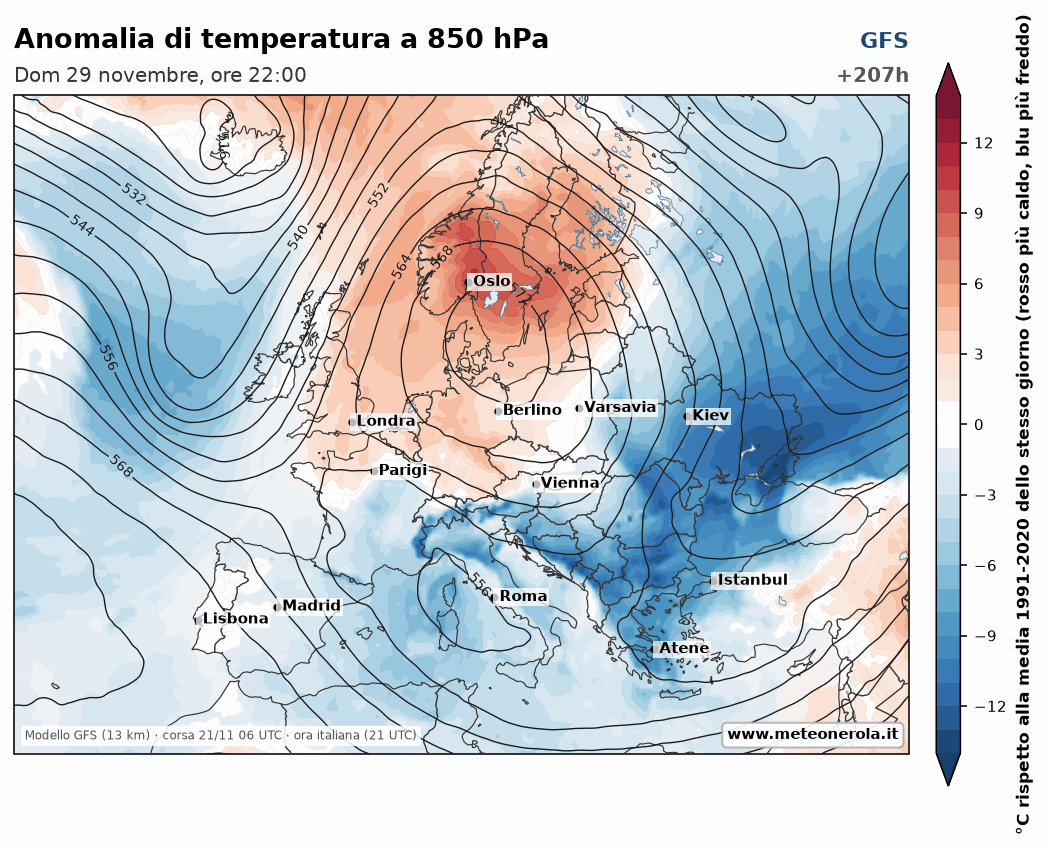 Anomalia di temperatura a 850 hPa
GFS
Dom 29 novembre, ore 22:00
+207h
516
532
552
544
540
564
568
Oslo
556
Berlino
Varsavia
Kiev
Londra
568
Parigi
Vienna
Istanbul
556
Roma
Madrid
Lisbona
Atene
Modello GFS (13 km) · corsa 21/11 06 UTC · ora italiana (21 UTC)
www.meteonerola.it
12
9
6
3
0
−3
−6
−9
−12
°C rispetto alla media 1991-2020 dello stesso giorno (rosso più caldo, blu più freddo)